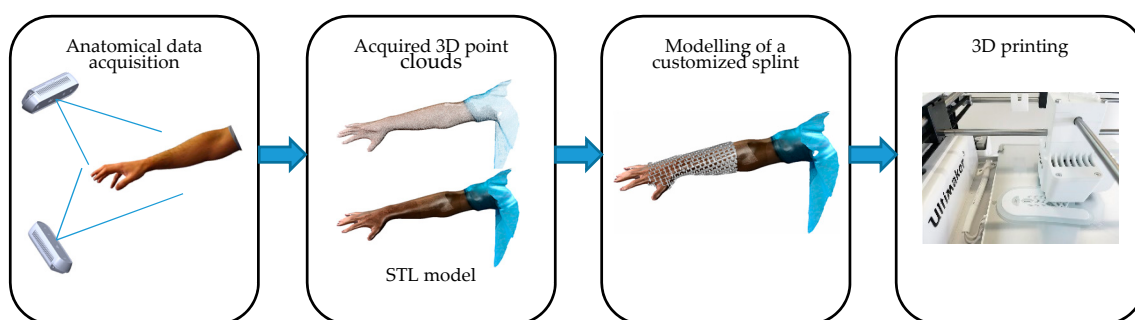 Anatomical data
acquisition
Acquired 3D point
clouds
STL model
Modelling of a
customized splint
3D printing
Ultimaker